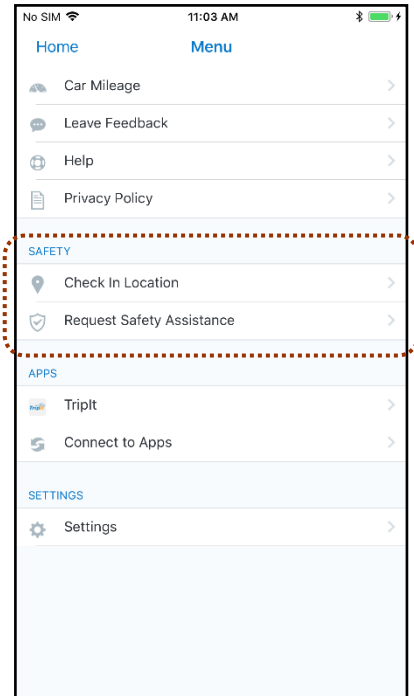 No SIM 11:03 AM
Home Menu
Car Mileage
Leave Feedback
Help
Privacy Policy
SAFETY
Check In Location
Request Safety Assistance
APPS
TripIt
TripIt
Connect to Apps
SETTINGS
Settings